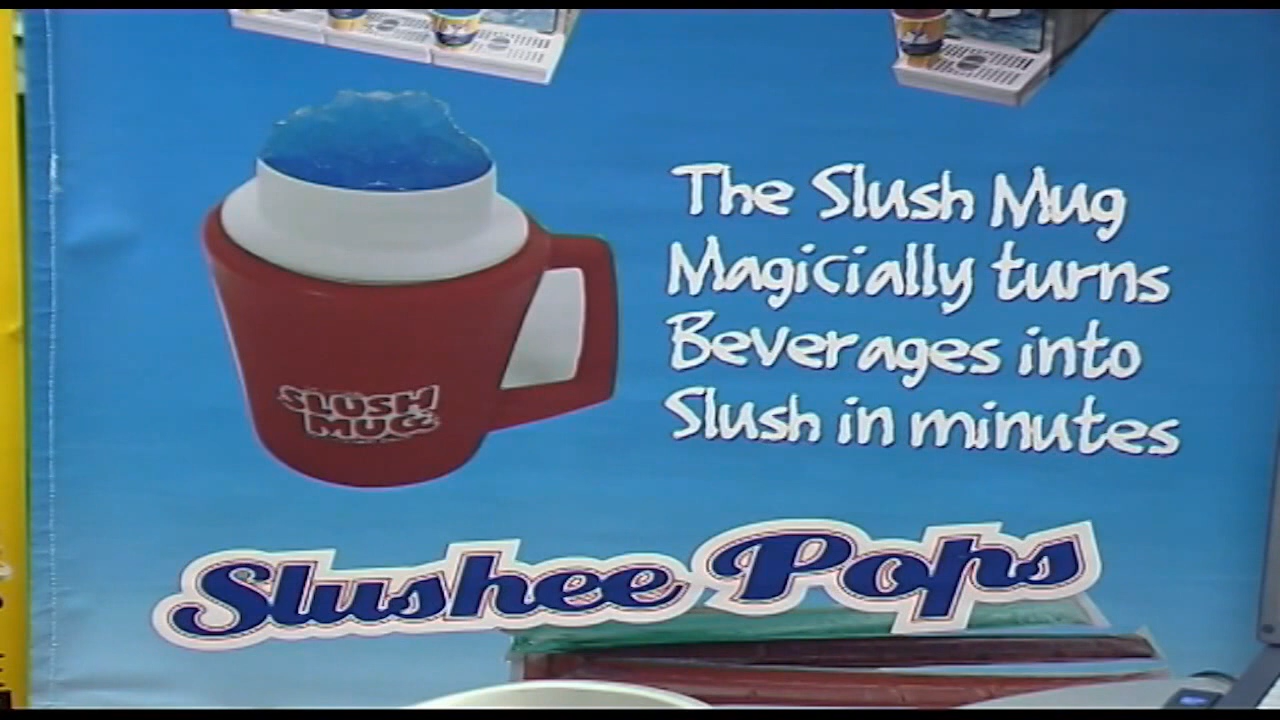 The Slush Mug
Magicially turns
Beverages into
Slush in minutes
SLUSH
MUG
Slushee Pops